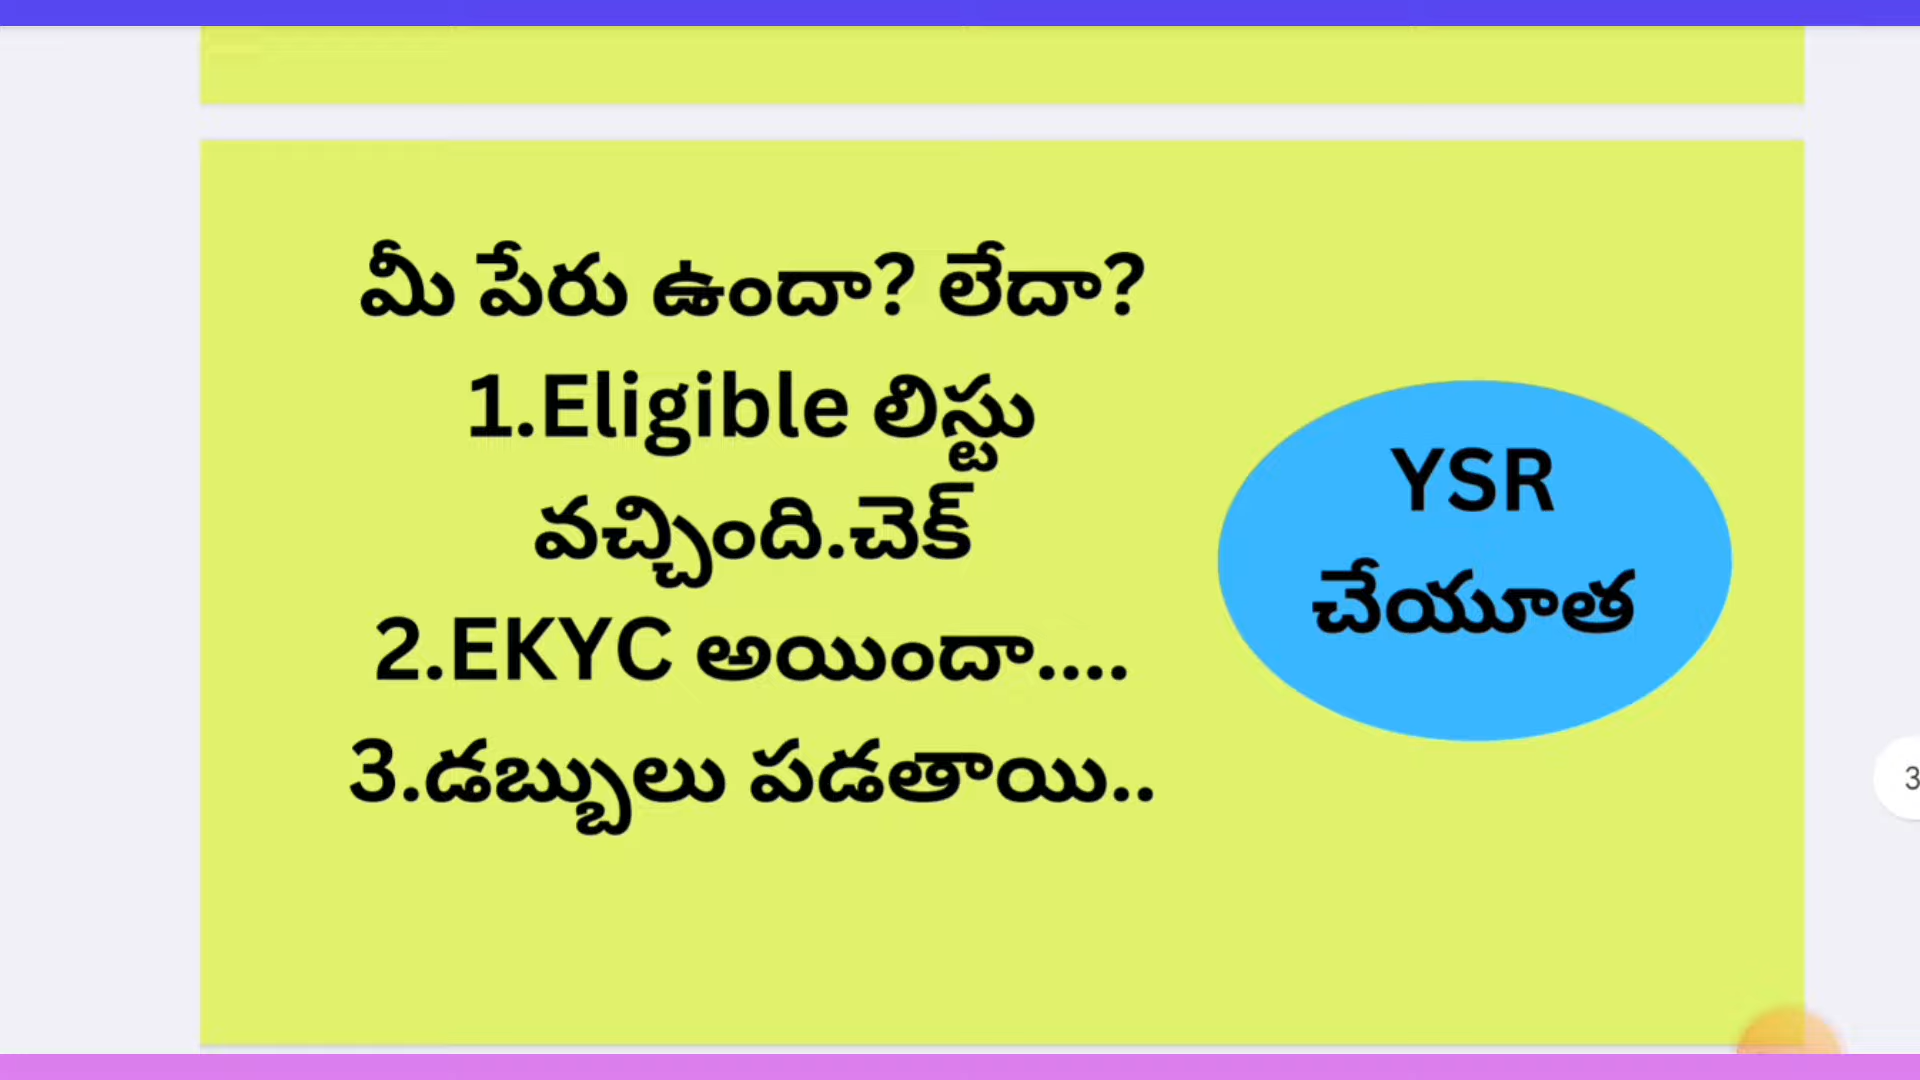 మీ పేరు ఉందా? లేదా?
1.Eligible లిస్టు
వచ్చింది.చెక్
2.EKYC అయిందా....
3.డబ్బులు పడతాయి..
YSR
చేయూత
3